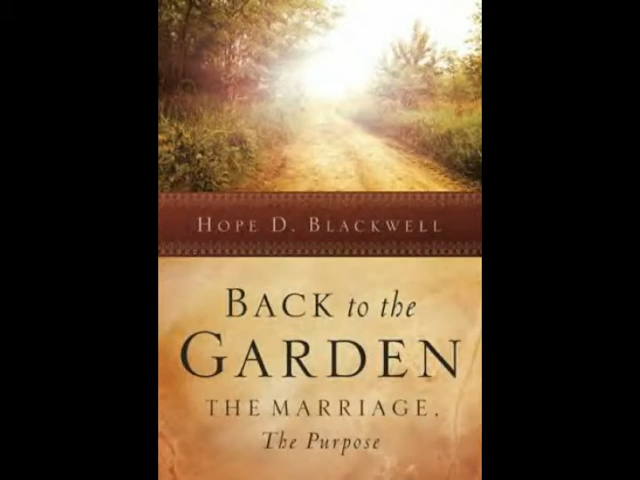 HOPE D. BLACKWELL
BACK to the
GARDEN
THE MARRIAGE,
The Purpose